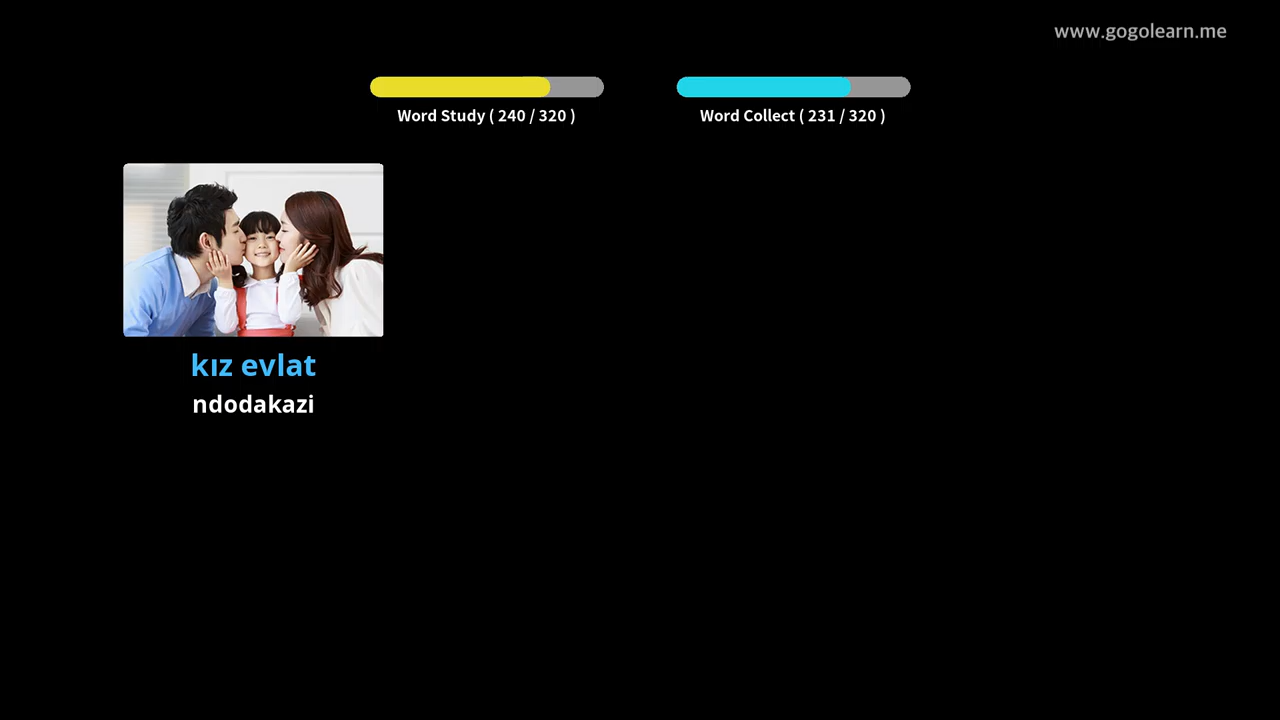 www.gogolearn.me
Word Study ( 240 / 320 )
Word Collect ( 231 / 320 )
kız evlat
ndodakazi